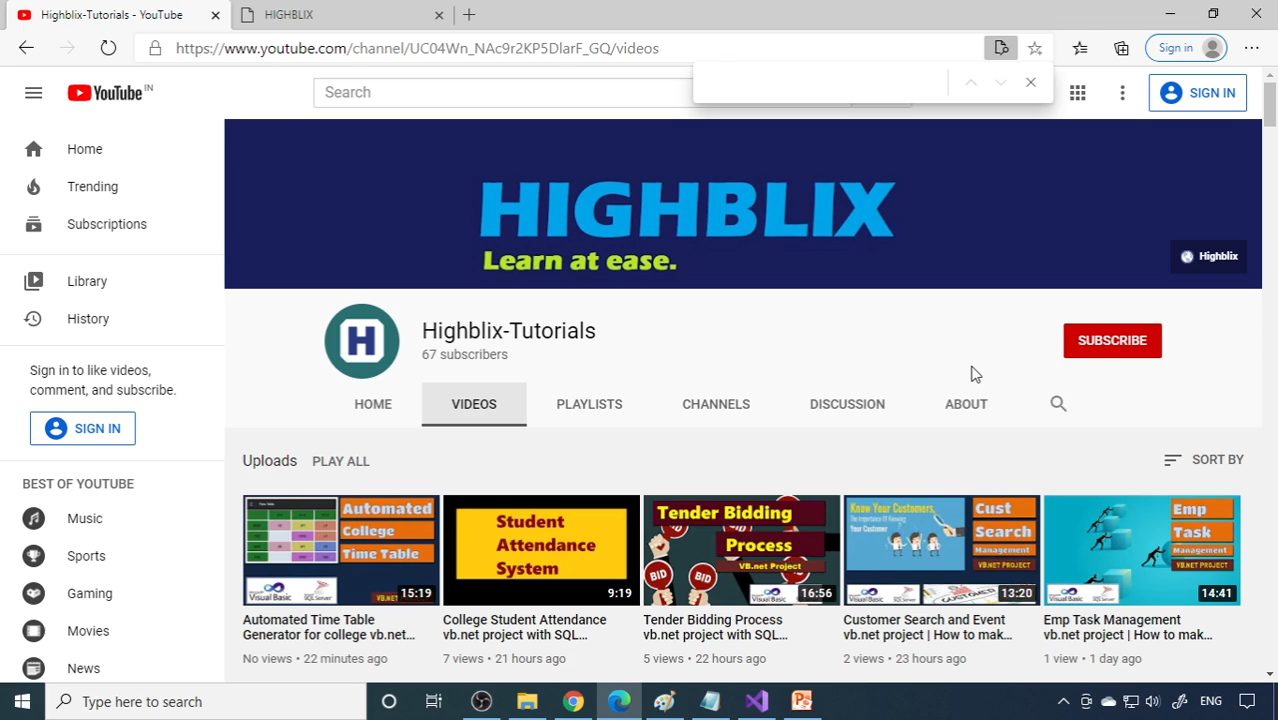 Highblix-Tutorials - YouTube
HIGHBLIX
https://www.youtube.com/channel/UC04Wn_NAc9r2KP5DlarF_GQ/videos
Sign in
YouTube IN
Search
SIGN IN
Home
Trending
Subscriptions
Library
History
Sign in to like videos,
comment, and subscribe.
SIGN IN
BEST OF YOUTUBE
Music
Sports
Gaming
Movies
News
HIGHBLIX
Learn at ease.
Highblix
H
Highblix-Tutorials
67 subscribers
SUBSCRIBE
HOME VIDEOS PLAYLISTS CHANNELS DISCUSSION ABOUT
Uploads PLAY ALL
SORT BY
Automated
College
Time Table
15:19
Automated Time Table
Generator for college vb.net...
No views • 22 minutes ago
Student
Attendance
System
9:19
College Student Attendance
vb.net project with SQL...
7 views • 21 hours ago
Tender Bidding
Process
VB.net Project
BID
BID
BID
16:56
Tender Bidding Process
vb.net project with SQL...
5 views • 22 hours ago
Know Your Customers,
Cust
Search
Management
VB.NET PROJECT
13:20
Customer Search and Event
vb.net project | How to mak...
2 views • 23 hours ago
Emp
Task
Management
VB.NET PROJECT
14:41
Emp Task Management
vb.net project | How to mak...
1 view • 1 day ago
Type here to search
ENG